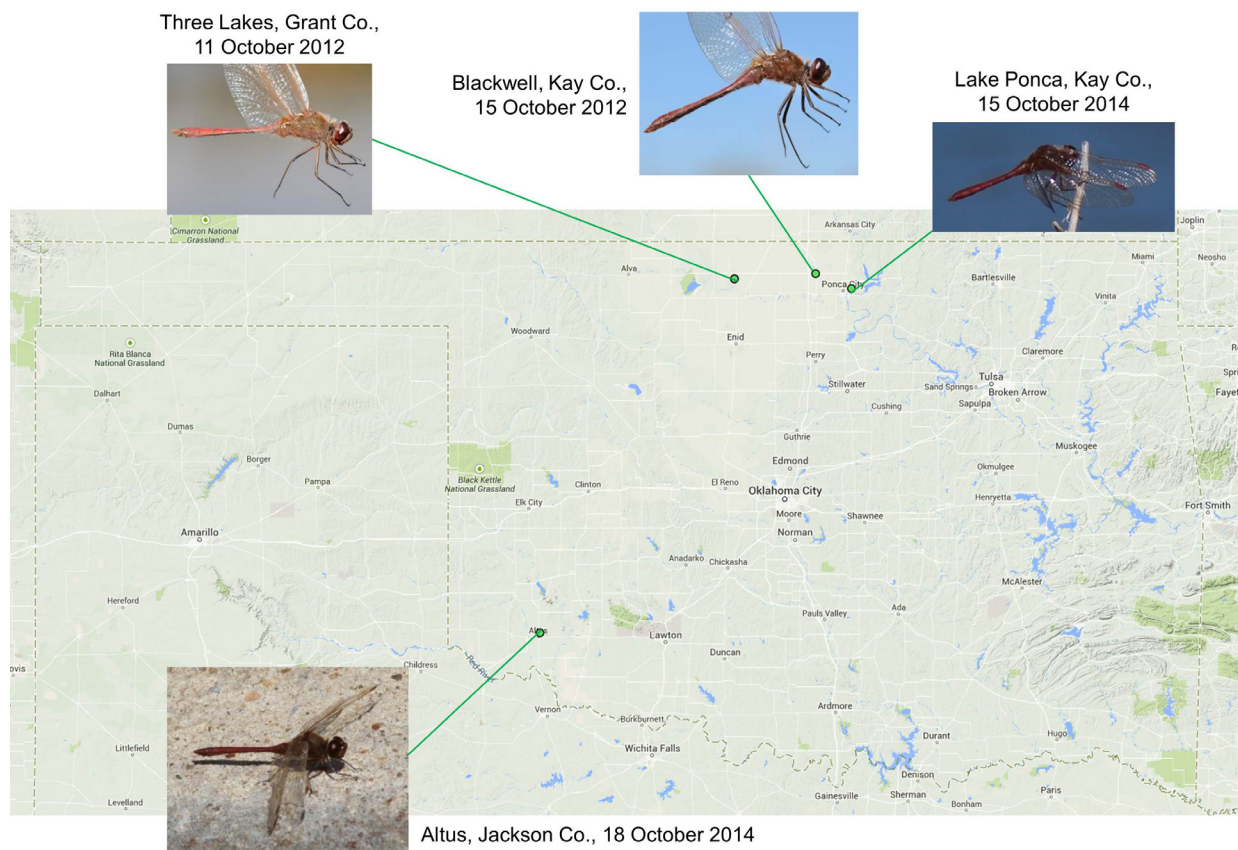 Three Lakes, Grant Co.,
11 October 2012
Blackwell, Kay Co.,
15 October 2012
Lake Ponca, Kay Co.,
15 October 2014
Cimarron National
Grassland
Arkansas City
Joplin
Alva
Miami
Neosho
Bartlesville
Ponca City
Vinita
Woodward
Enid
Rita Blanca
National Grassland
Perry
Claremore
Tulsa
Dalhart
Stillwater
Sand Springs
Broken Arrow
Cushing
Sapulpa
Dumas
Guthrie
Muskogee
Borger
Edmond
Black Kettle
National Grassland
Okmulgee
Pampa
Clinton
El Reno
Oklahoma City
Elk City
Henryetta
Fort Smith
Moore
Shawnee
Amarillo
Norman
Anadarko
Chickasha
McAlester
Hereford
Pauls Valley
Ada
Altus
Lawton
Duncan
Childress
Red River
Vernon
Ardmore
Burkburnett
Hugo
Durant
Littlefield
Wichita Falls
Denison
Paris
Levelland
Gainesville
Sherman
Bonham
Altus, Jackson Co., 18 October 2014